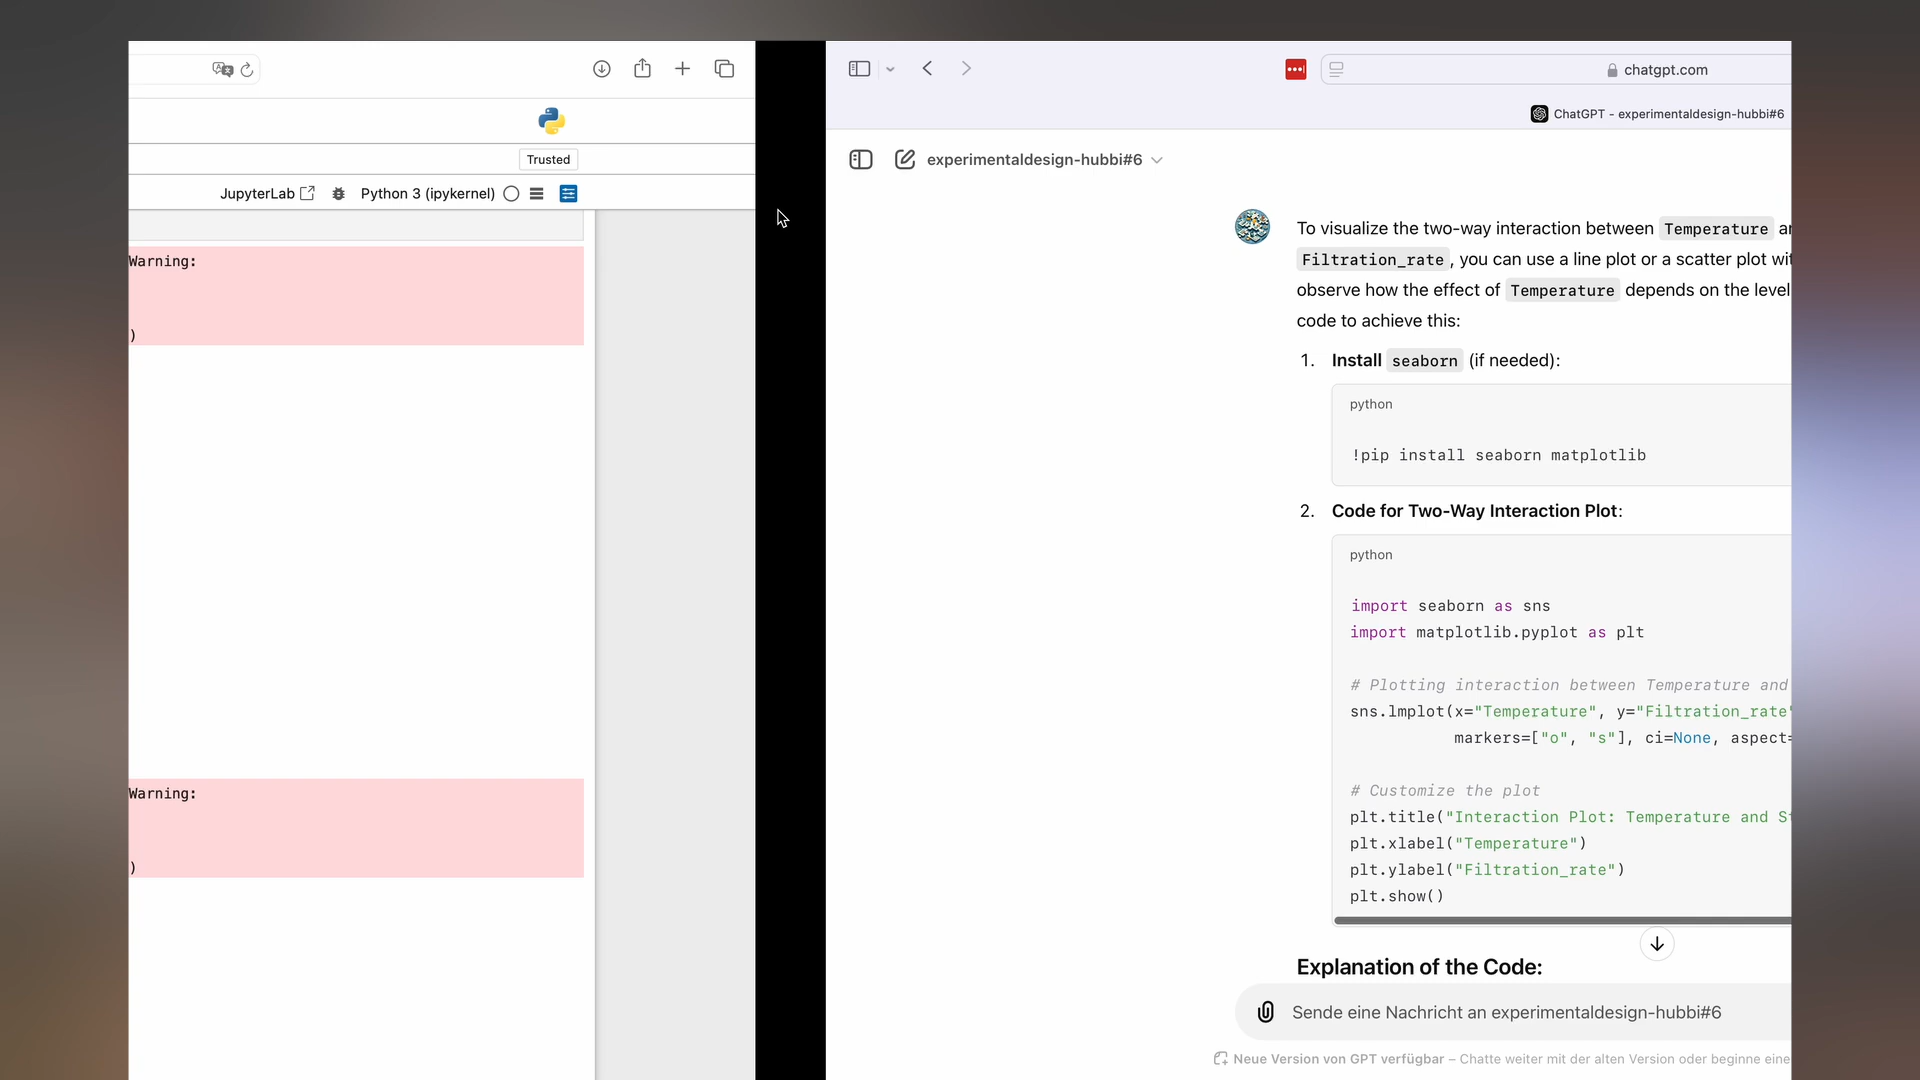 Trusted
JupyterLab
Python 3 (ipykernel)
Warning:
)
Warning:
)
chatgpt.com
ChatGPT - experimentaldesign-hubbi#6
experimentaldesign-hubbi#6
To visualize the two-way interaction between Temperature
Filtration_rate, you can use a line plot or a scatter plot
observe how the effect of Temperature depends on the level
code to achieve this:
1. Install seaborn (if needed):
python
!pip install seaborn matplotlib
2. Code for Two-Way Interaction Plot:
python
import seaborn as sns
import matplotlib.pyplot as plt
# Plotting interaction between Temperature and
sns.lmplot(x="Temperature", y="Filtration_rate"
markers=["o", "s"], ci=None, aspect=
# Customize the plot
plt.title("Interaction Plot: Temperature and
plt.xlabel("Temperature")
plt.ylabel("Filtration_rate")
plt.show()
Explanation of the Code:
Sende eine Nachricht an experimentaldesign-hubbi#6
Neue Version von GPT verfügbar – Chatte weiter mit der alten Version oder beginne eine